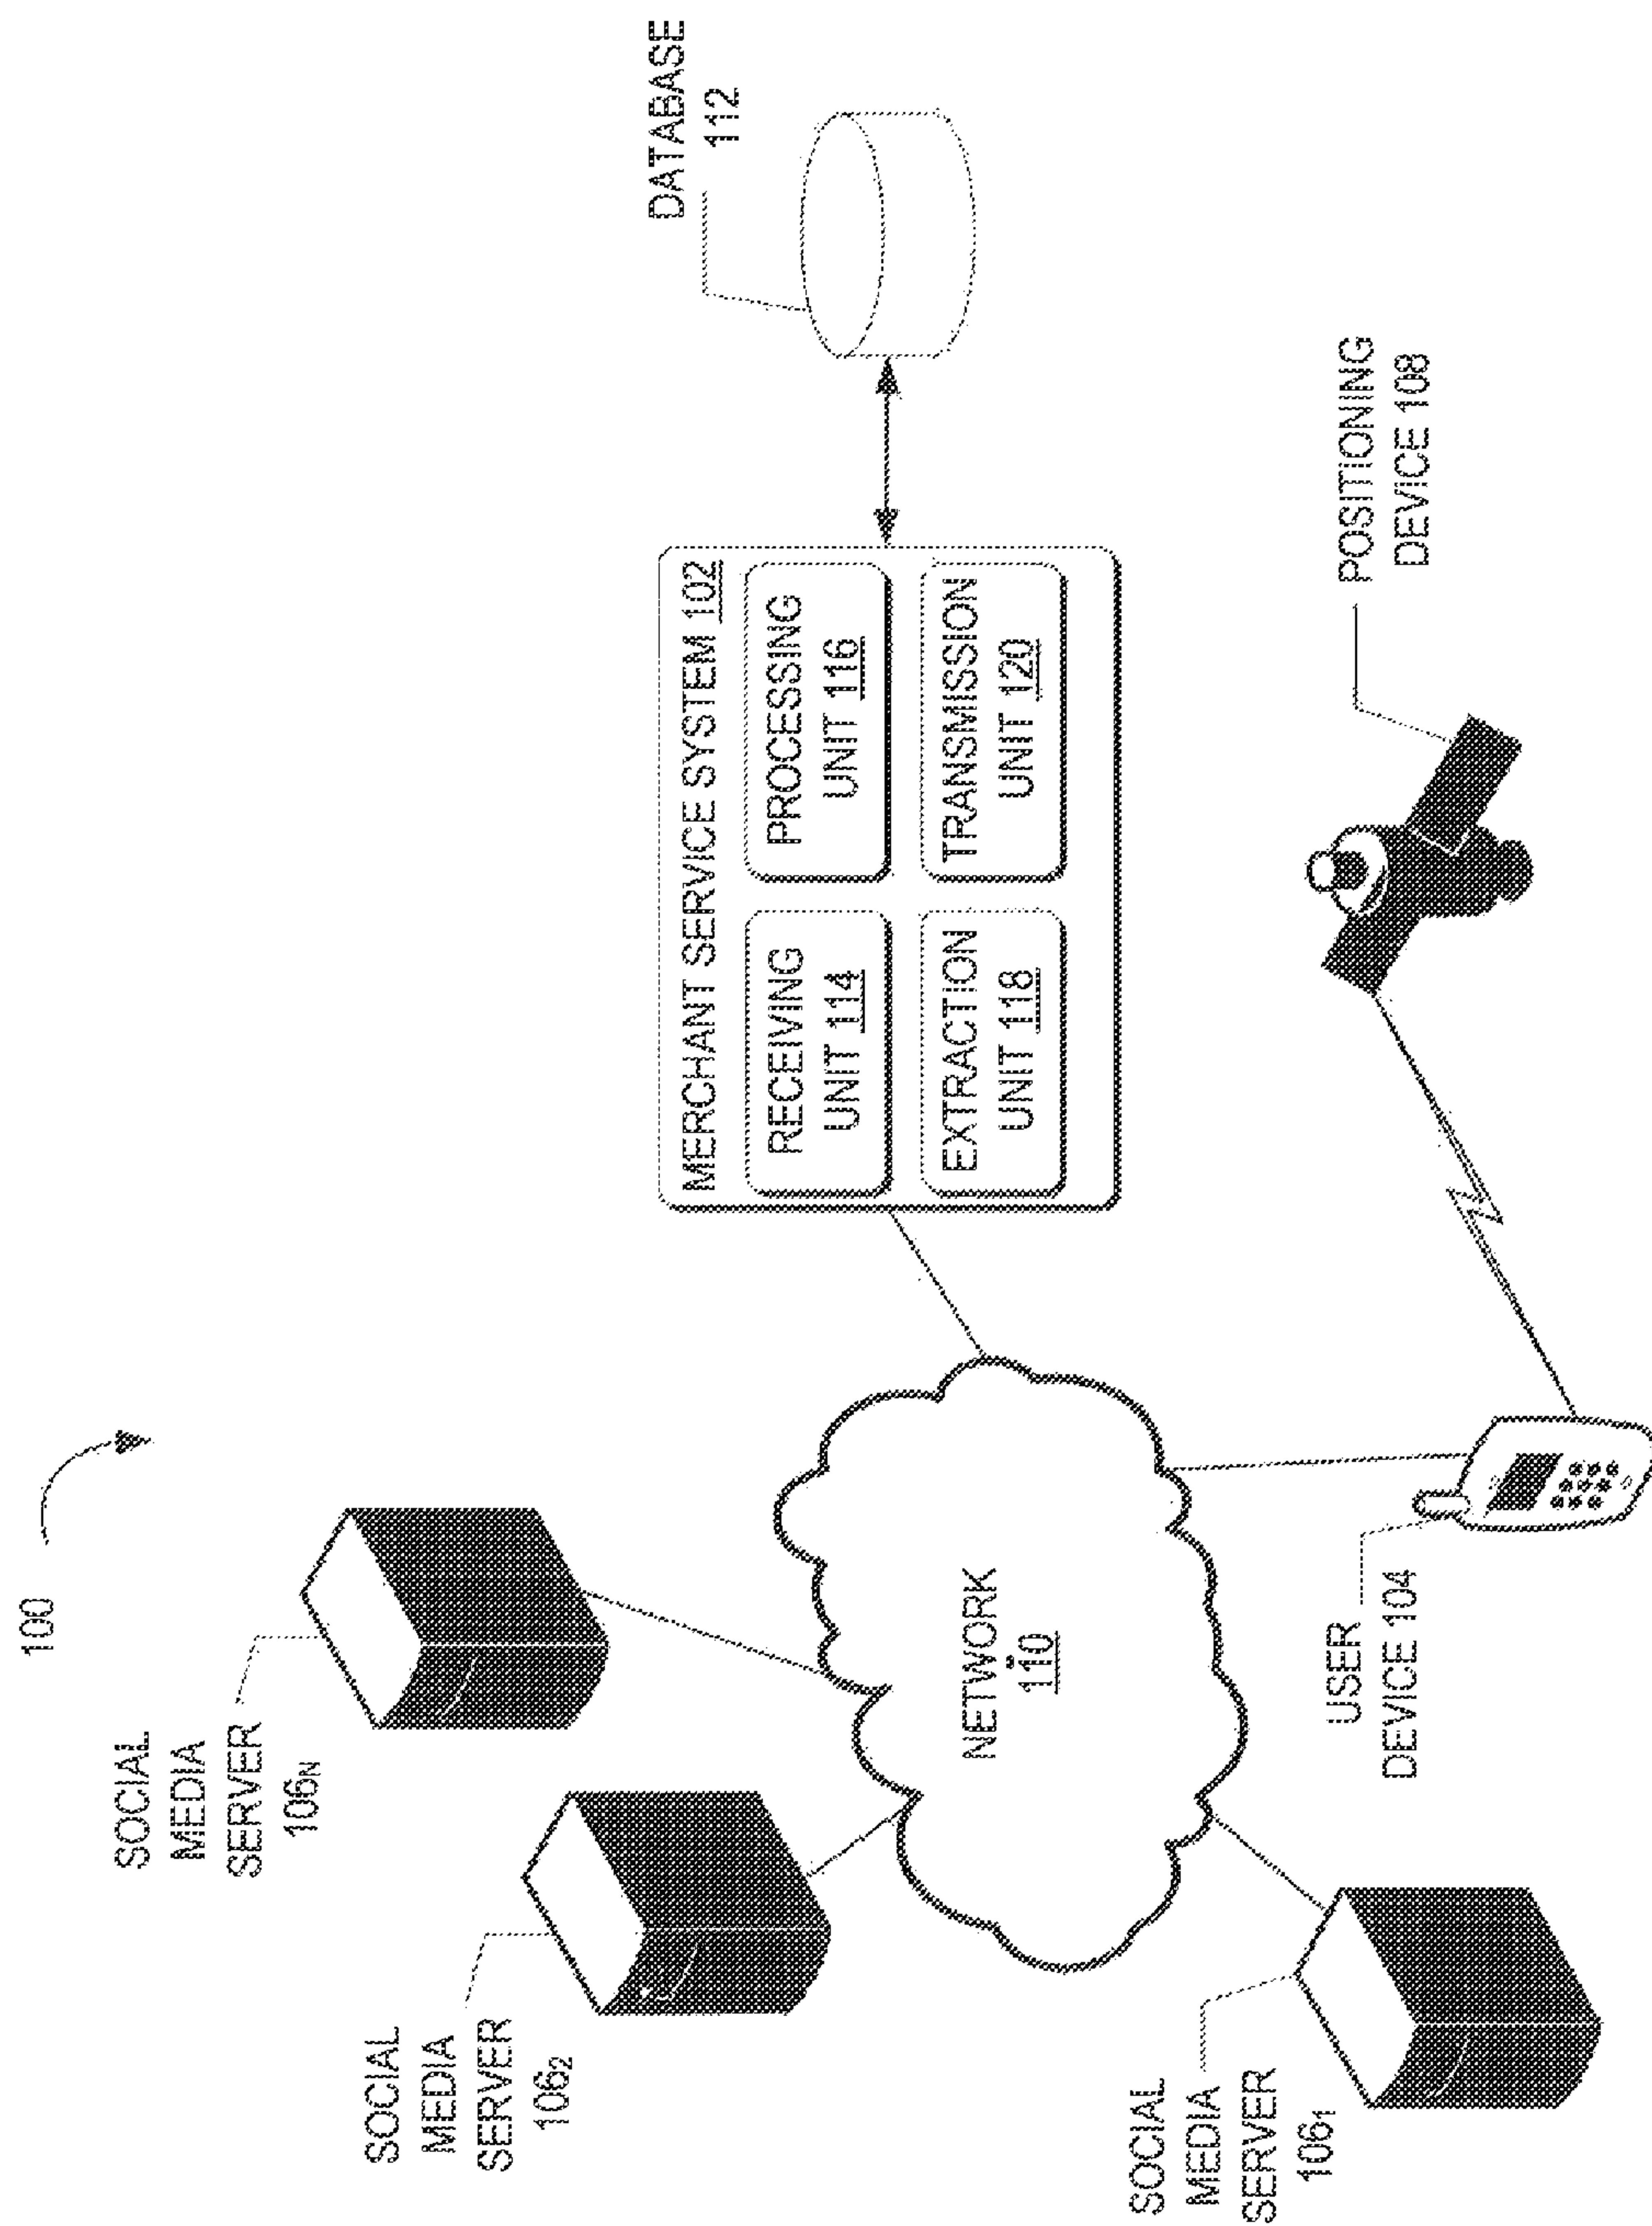 100
SOCIAL
MEDIA
SERVER
106N
SOCIAL
MEDIA
SERVER
1062
SOCIAL
MEDIA
SERVER
1061
NETWORK
110
USER
DEVICE 104
MERCHANT SERVICE SYSTEM 102
RECEIVING
UNIT 114
PROCESSING
UNIT 116
EXTRACTION
UNIT 118
TRANSMISSION
UNIT 120
DATABASE
112
POSITIONING
DEVICE 108